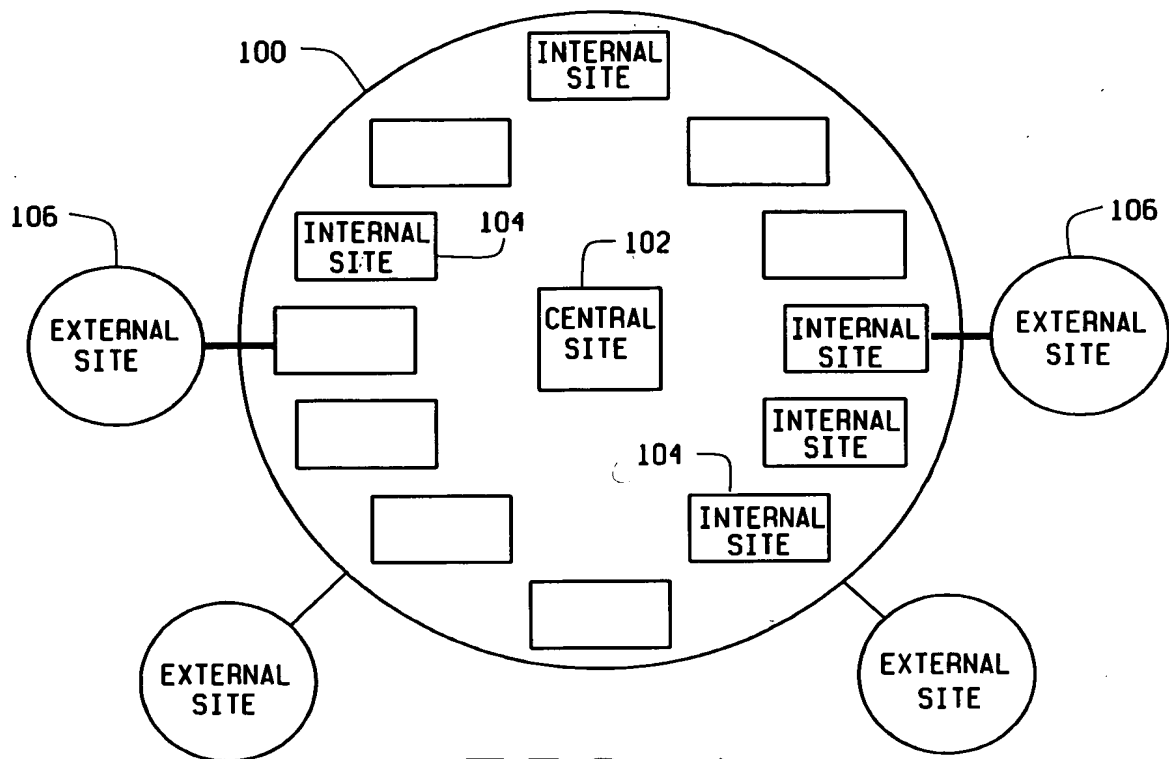 100
INTERNAL
SITE
106
INTERNAL
SITE
104
102
106
EXTERNAL
SITE
CENTRAL
SITE
INTERNAL
SITE
EXTERNAL
SITE
INTERNAL
SITE
104
INTERNAL
SITE
EXTERNAL
SITE
EXTERNAL
SITE